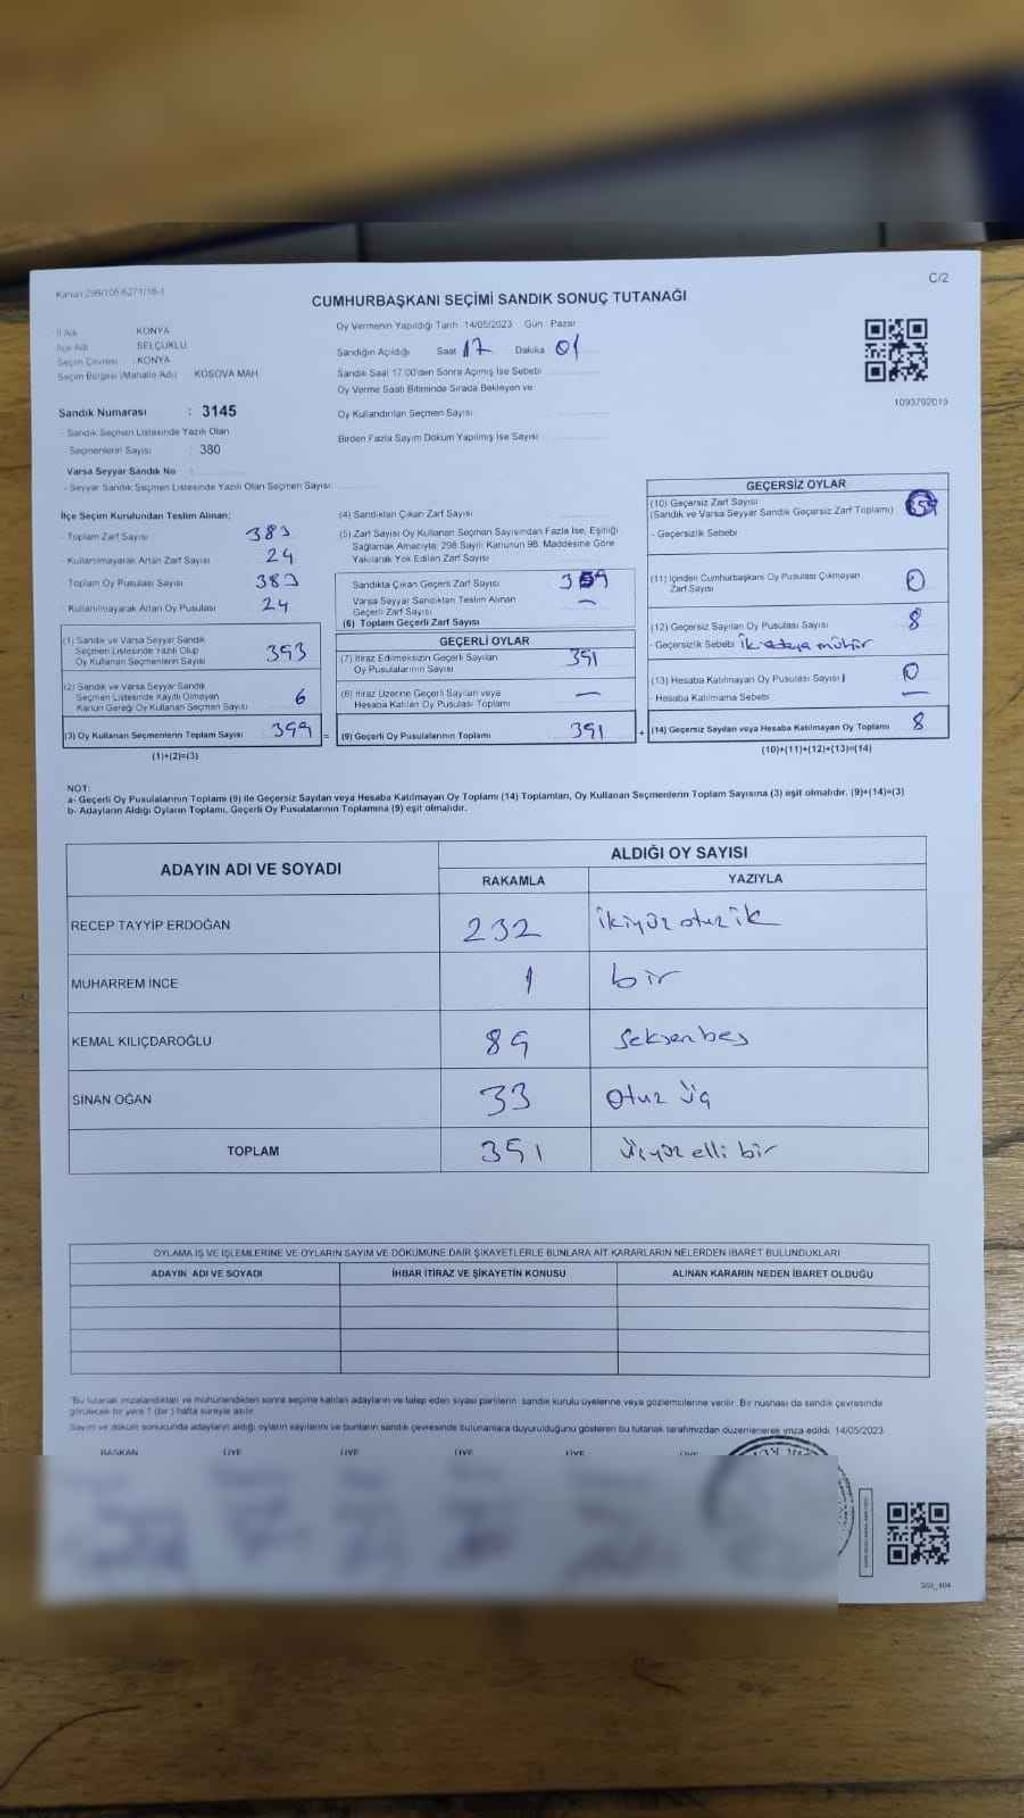 C/2
CUMHURBAŞKANI SEÇİMİ SANDIK SONUÇ TUTANAĞI
İl Adı KONYA
İlçe Adı SELÇUKLU
Seçim Çevresi KONYA
Seçim Bölgesi (Mahalle Adı) KOSOVA MAH.
Sandık Numarası : 3145
- Sandık Seçmen Listesinde Yazılı Olan
Seçmenlerin Sayısı : 380
Varsa Seyyar Sandık No
- Seyyar Sandık Seçmen Listesinde Yazılı Olan Seçmen Sayısı
Oy Vermenin Yapıldığı Tarih : 14/05/2023 Gün : Pazar
Sandığın Açıldığı Saat 17 Dakika 01
Sandık Saat 17.00'den Sonra Açılmış İse Sebebi
Oy Verme Saati Bitiminde Sırada Bekleyen ve
Oy Kullandırılan Seçmen Sayısı
Birden Fazla Sayım Döküm Yapılmış İse Sayısı
1093792019
İlçe Seçim Kurulundan Teslim Alınan;
- Toplam Zarf Sayısı 383
- Kullanılmayarak Artan Zarf Sayısı 24
Toplam Oy Pusulası Sayısı 383
- Kullanılmayarak Artan Oy Pusulası 24
(1) Sandık ve Varsa Seyyar Sandık
Seçmen Listesinde Yazılı Olup
Oy Kullanan Seçmenlerin Sayısı 353
(2) Sandık ve Varsa Seyyar Sandık
Seçmen Listesinde Kayıtlı Olmayan
Kanun Gereği Oy Kullanan Seçmen Sayısı 6
(3) Oy Kullanan Seçmenlerin Toplam Sayısı 359
(1)+(2)=(3)
(4) Sandıktan Çıkan Zarf Sayısı
(5) Zarf Sayısı Oy Kullanan Seçmen Sayısından Fazla İse, Eşitliği
Sağlamak Amacıyla, 298 Sayılı Kanunun 98. Maddesine Göre
Yakılarak Yok Edilen Zarf Sayısı
Sandıkta Çıkan Geçerli Zarf Sayısı 359
Varsa Seyyar Sandıktan Teslim Alınan
Geçerli Zarf Sayısı —
(6) Toplam Geçerli Zarf Sayısı
GEÇERLİ OYLAR
(7) İtiraz Edilmeksizin Geçerli Sayılan
Oy Pusulalarının Sayısı 351
(8) İtiraz Üzerine Geçerli Sayılan veya
Hesaba Katılan Oy Pusulası Toplamı —
= (9) Geçerli Oy Pusulalarının Toplamı 351
GEÇERSİZ OYLAR
(10) Geçersiz Zarf Sayısı
(Sandık ve Varsa Seyyar Sandık Geçersiz Zarf Toplamı)
- Geçersizlik Sebebi
(11) İçinden Cumhurbaşkanı Oy Pusulası Çıkmayan
Zarf Sayısı 0
(12) Geçersiz Sayılan Oy Pusulası Sayısı 8
- Geçersizlik Sebebi iki adaya mühür
(13) Hesaba Katılmayan Oy Pusulası Sayısı 0
- Hesaba Katılmama Sebebi —
+ (14) Geçersiz Sayılan veya Hesaba Katılmayan Oy Toplamı 8
(10)+(11)+(12)+(13)=(14)
NOT:
a- Geçerli Oy Pusulalarının Toplamı (9) ile Geçersiz Sayılan veya Hesaba Katılmayan Oy Toplamı (14) Toplamları, Oy Kullanan Seçmenlerin Toplam Sayısına (3) eşit olmalıdır. (9)+(14)=(3)
b- Adayların Aldığı Oyların Toplamı, Geçerli Oy Pusulalarının Toplamına (9) eşit olmalıdır.
ADAYIN ADI VE SOYADI
ALDIĞI OY SAYISI
RAKAMLA YAZIYLA
RECEP TAYYİP ERDOĞAN 232 ikiyüzotuzik
MUHARREM İNCE 1 bir
KEMAL KILIÇDAROĞLU 85 Seksenbeş
SİNAN OĞAN 33 Otuz üç
TOPLAM 351 Üçyüz elli bir
OYLAMA İŞ VE İŞLEMLERİNE VE OYLARIN SAYIM VE DÖKÜMÜNE DAİR ŞİKAYETLERLE BUNLARA AİT KARARLARIN NELERDEN İBARET BULUNDUKLARI
ADAYIN ADI VE SOYADI İHBAR İTİRAZ VE ŞİKAYETİN KONUSU ALINAN KARARIN NEDEN İBARET OLDUĞU
Bu tutanak imzalandıktan ve mühürlendikten sonra seçime katılan adayların ve talep eden siyasi partilerin sandık kurulu üyelerine veya gözlemcilerine verilir. Bir nüshası da sandık çevresinde
görülecek bir yere 1 (bir) hafta süreyle asılır.
Sayım ve döküm sonucunda adayların aldığı oyların sayılarını ve bunların sandık çevresinde bulunanlara duyurulduğunu gösteren bu tutanak tarafımızdan düzenlenerek imza edildi. 14/05/2023
BAŞKAN ÜYE ÜYE ÜYE ÜYE ÜYE